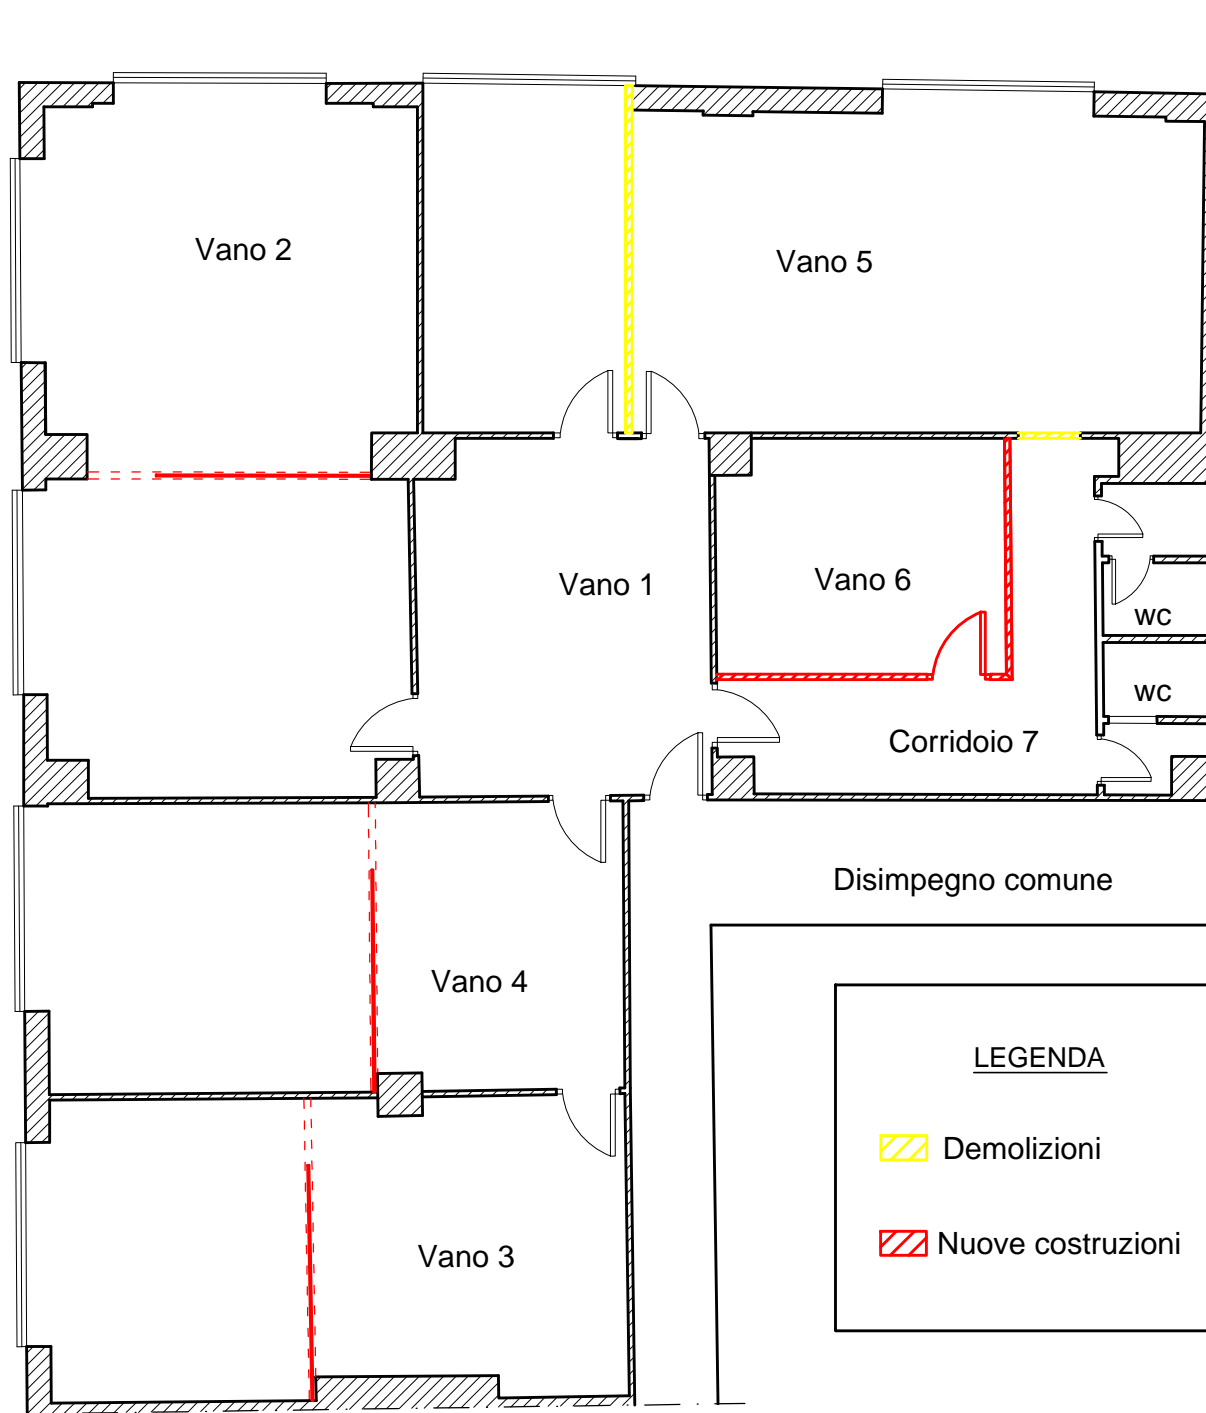 Vano 2
Vano 5
Vano 1
Vano 6
wc
wc
Corridoio 7
Disimpegno comune
Vano 4
LEGENDA
Demolizioni
Nuove costruzioni
Vano 3